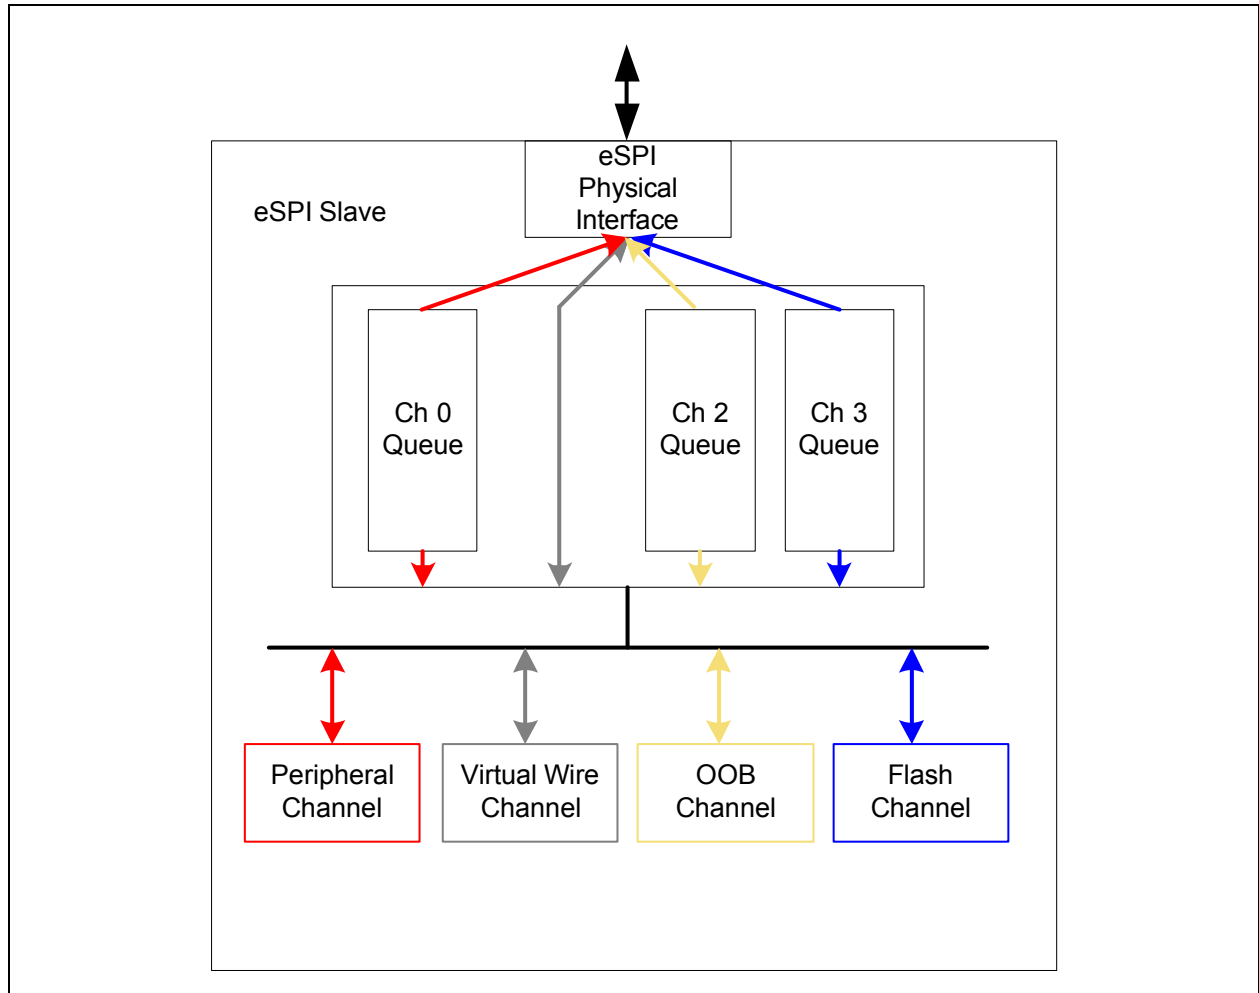 eSPI
Physical
Interface
eSPI Slave
Ch 0
Queue
Ch 2
Queue
Ch 3
Queue
Peripheral
Channel
Virtual Wire
Channel
OOB
Channel
Flash
Channel